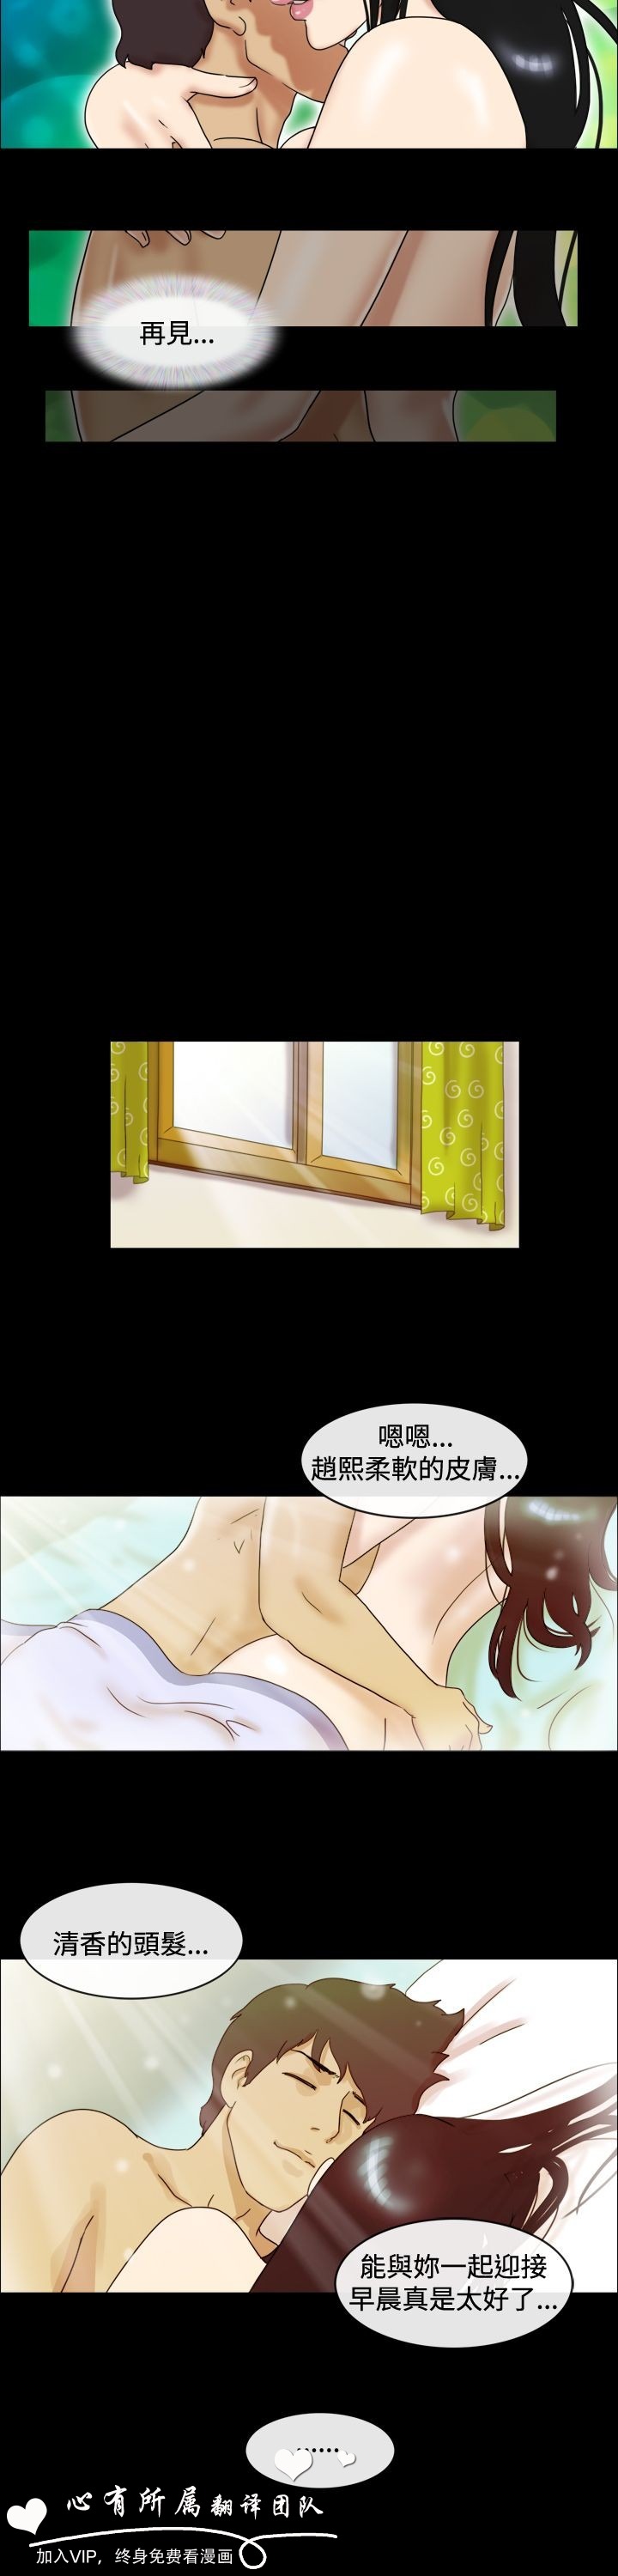 再見...
嗯嗯...
趙熙柔軟的皮膚...
清香的頭髮...
能與妳一起迎接
早晨真是太好了...
......
心有所属翻译团队
加入VIP，终身免费看漫画